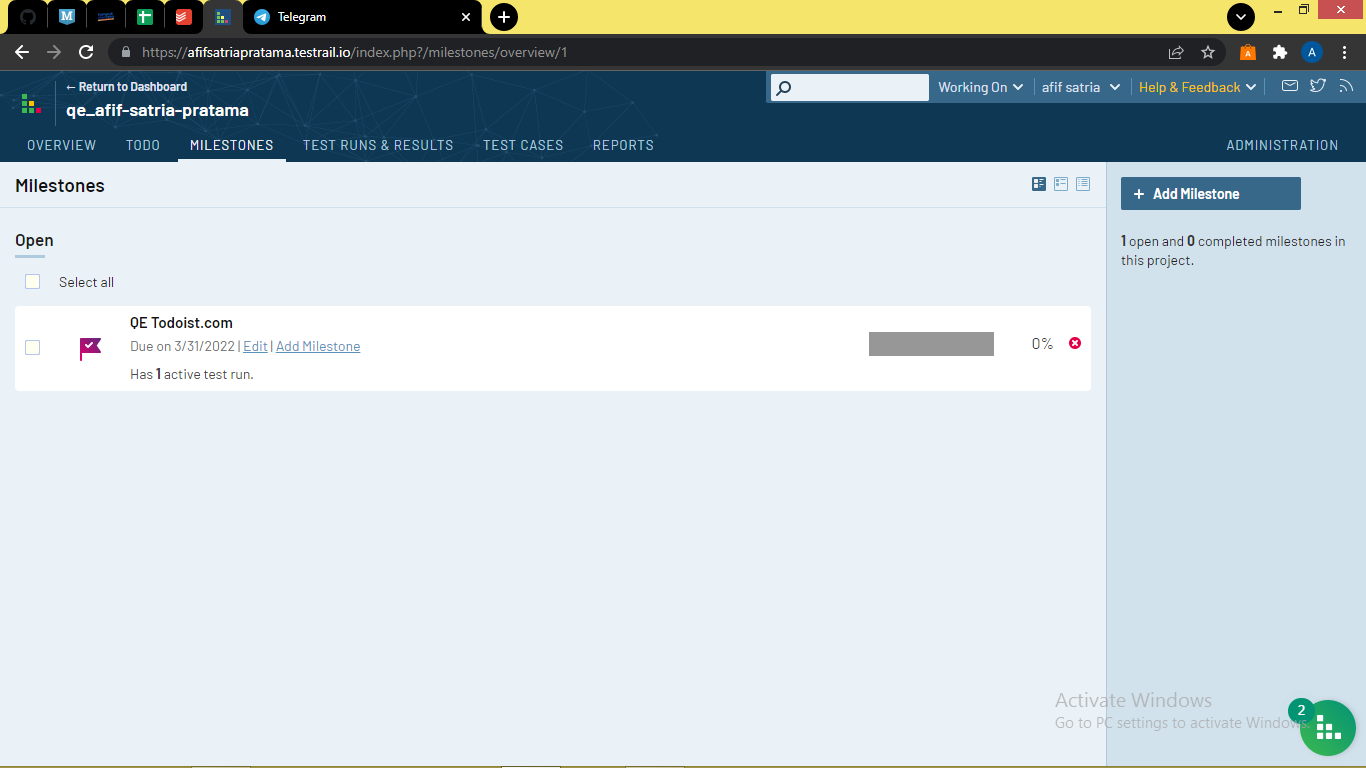 Telegram
https://afifsatriapratama.testrail.io/index.php?/milestones/overview/1
A
A
← Return to Dashboard
qe_afif-satria-pratama
Working On
afif satria
Help & Feedback
OVERVIEW
TODO
MILESTONES
TEST RUNS & RESULTS
TEST CASES
REPORTS
ADMINISTRATION
Milestones
+ Add Milestone
1 open and 0 completed milestones in
this project.
Open
Select all
QE Todoist.com
Due on 3/31/2022 | Edit | Add Milestone
Has 1 active test run.
0%
Activate Windows
Go to PC settings to activate Windows.
2